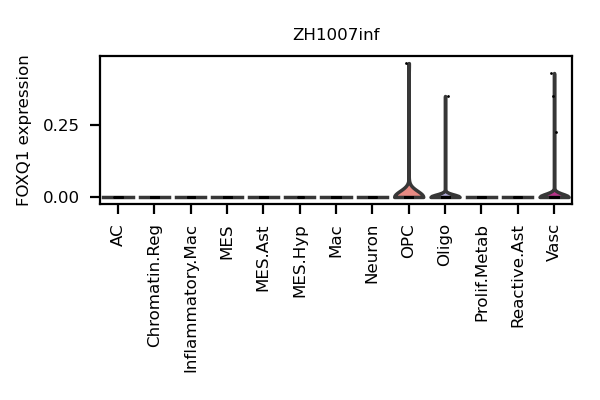 ZH1007inf
FOXQ1 expression
0.25
0.00
AC
Chromatin.Reg
Inflammatory.Mac
MES
MES.Ast
MES.Hyp
Mac
Neuron
OPC
Oligo
Prolif.Metab
Reactive.Ast
Vasc